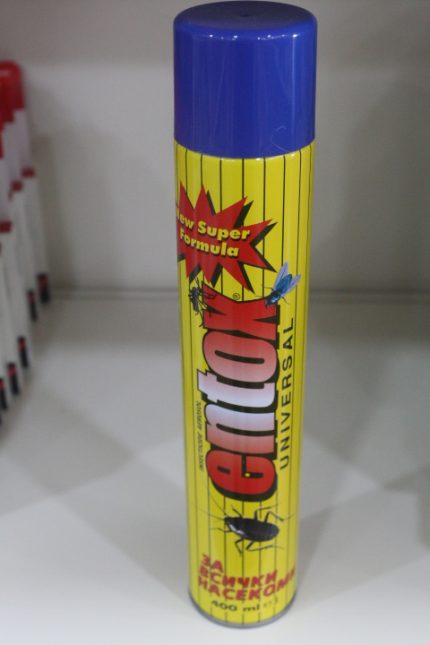 New Super
Formula
entox®
UNIVERSAL
ЗА
ВСИЧКИ
НАСЕКОМИ
400 ml e